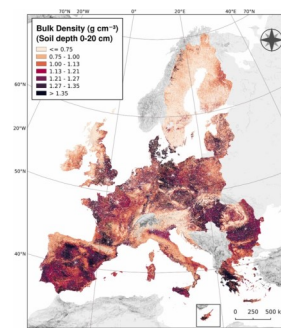 70°N 20°W 0° 20°E 40°E 70°N
Bulk Density (g cm⁻³)
(Soil depth 0-20 cm)
<= 0.75
0.75 - 1.00
1.00 - 1.13
1.13 - 1.21
1.21 - 1.27
1.27 - 1.35
> 1.35
60°N
20°W
50°N
50°N
40°N
40°N
0 250 500 km